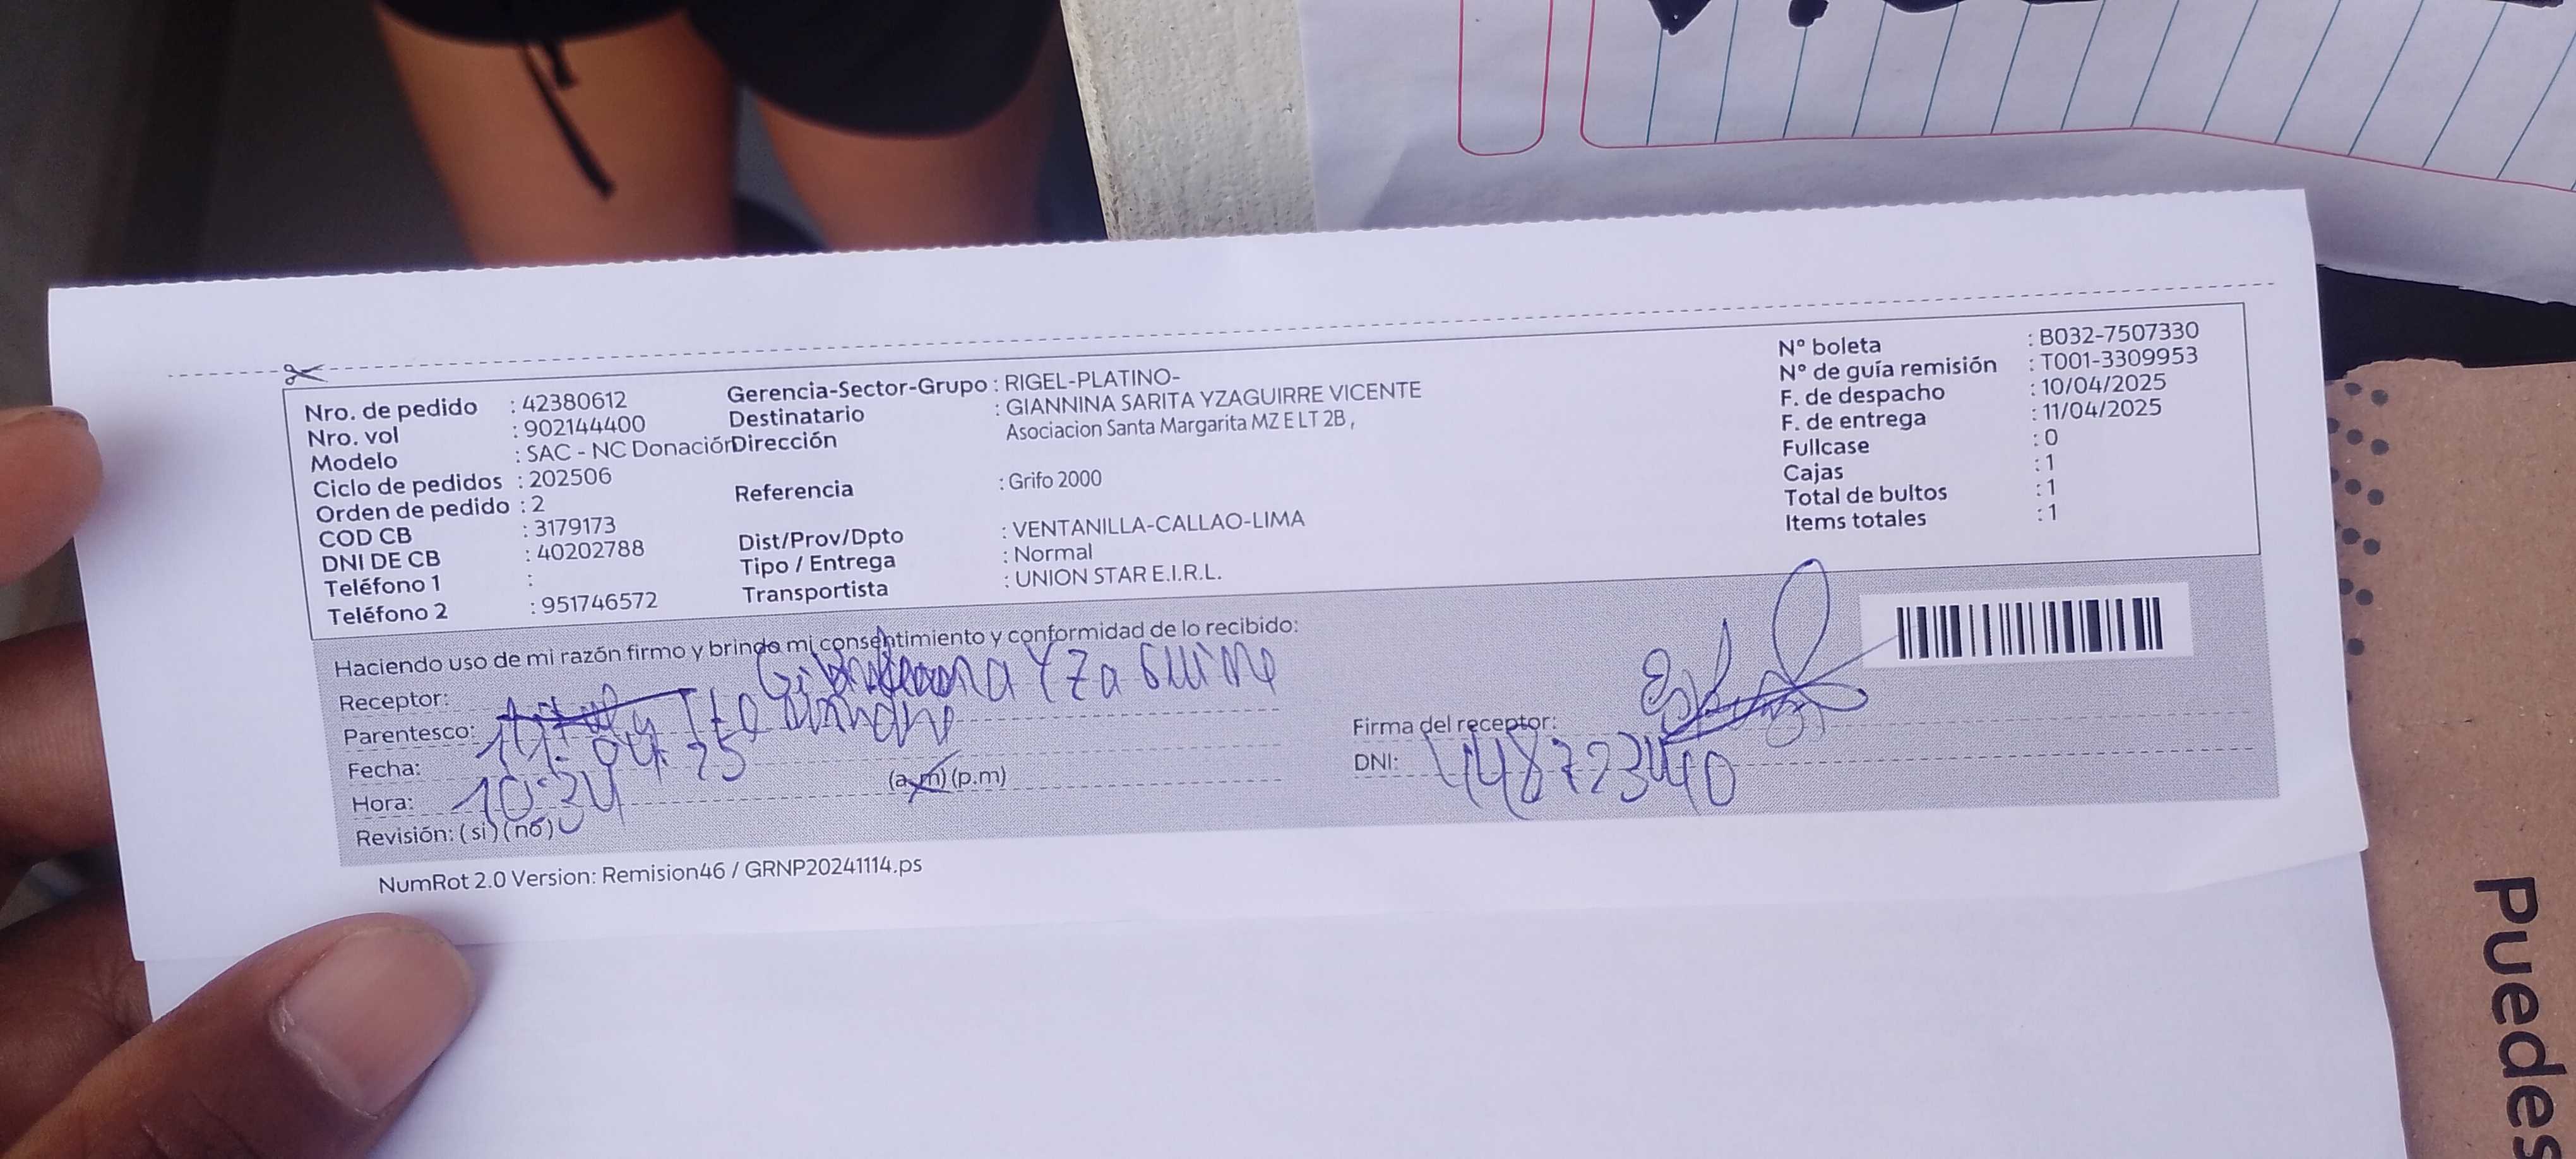 Nro. de pedido : 42380612
Nro. vol : 902144400
Modelo : SAC - NC Donación
Ciclo de pedidos : 202506
Orden de pedido : 2
COD CB : 3179173
DNI DE CB : 40202788
Teléfono 1 :
Teléfono 2 : 951746572
Gerencia-Sector-Grupo : RIGEL-PLATINO-
Destinatario : GIANNINA SARITA YZAGUIRRE VICENTE
Dirección Asociacion Santa Margarita MZ E LT 2B ,
Referencia : Grifo 2000
Dist/Prov/Dpto : VENTANILLA-CALLAO-LIMA
Tipo / Entrega : Normal
Transportista : UNION STAR E.I.R.L.
N° boleta : B032-7507330
N° de guía remisión : T001-3309953
F. de despacho : 10/04/2025
F. de entrega : 11/04/2025
Fullcase : 0
Cajas : 1
Total de bultos : 1
Items totales : 1
Haciendo uso de mi razón firmo y brindo mi consentimiento y conformidad de lo recibido:
Receptor:
Parentesco:
Fecha: 11. 04. 25
Hora: 10:34 (a.m) (p.m)
Revisión: (si) (no)
Firma del receptor:
DNI:
NumRot 2.0 Version: Remision46 / GRNP20241114.ps
Puedes